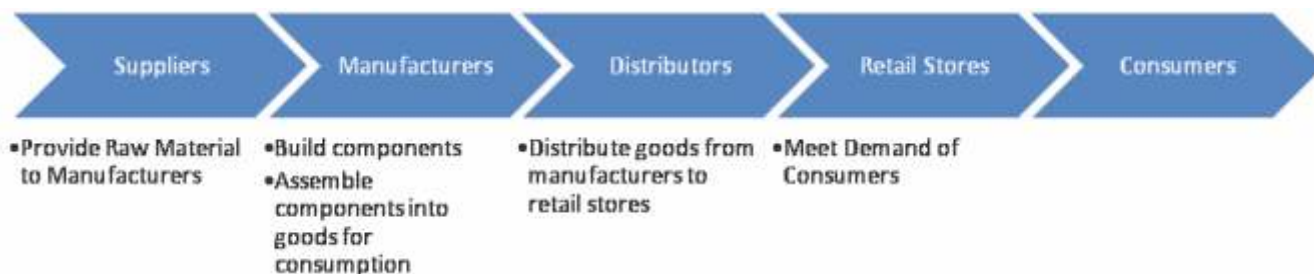 Suppliers
Manufacturers
Distributors
Retail Stores
Consumers
•Provide Raw Material
to Manufacturers
•Build components
•Assemble
components into
goods for
consumption
•Distribute goods from
manufacturers to
retail stores
•Meet Demand of
Consumers